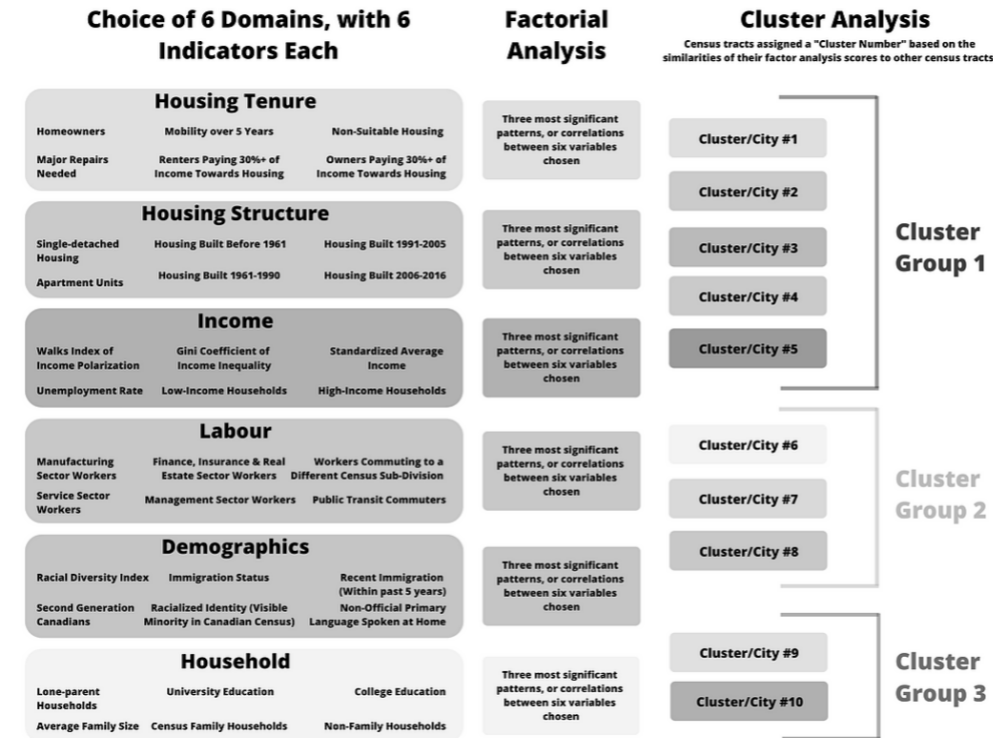 Choice of 6 Domains, with 6
Indicators Each
Factorial
Analysis
Cluster Analysis
Census tracts assigned a "Cluster Number" based on the
similarities of their factor analysis scores to other census tracts
Housing Tenure
Homeowners
Mobility over 5 Years
Non-Suitable Housing
Major Repairs
Needed
Renters Paying 30%+ of
Income Towards Housing
Owners Paying 30%+ of
Income Towards Housing
Three most significant
patterns, or correlations
between six variables
chosen
Housing Structure
Single-detached
Housing
Housing Built Before 1961
Housing Built 1991-2005
Apartment Units
Housing Built 1961-1990
Housing Built 2006-2016
Three most significant
patterns, or correlations
between six variables
chosen
Income
Walks Index of
Income Polarization
Gini Coefficient of
Income Inequality
Standardized Average
Income
Unemployment Rate
Low-Income Households
High-Income Households
Three most significant
patterns, or correlations
between six variables
chosen
Labour
Manufacturing
Sector Workers
Finance, Insurance & Real
Estate Sector Workers
Workers Commuting to a
Different Census Sub-Division
Service Sector
Workers
Management Sector Workers
Public Transit Commuters
Three most significant
patterns, or correlations
between six variables
chosen
Demographics
Racial Diversity Index
Immigration Status
Recent Immigration
(Within past 5 years)
Second Generation
Canadians
Racialized Identity (Visible
Minority in Canadian Census)
Non-Official Primary
Language Spoken at Home
Three most significant
patterns, or correlations
between six variables
chosen
Household
Lone-parent
Households
University Education
College Education
Average Family Size
Census Family Households
Non-Family Households
Three most significant
patterns, or correlations
between six variables
chosen
Cluster/City #1
Cluster/City #2
Cluster/City #3
Cluster/City #4
Cluster/City #5
Cluster
Group 1
Cluster/City #6
Cluster/City #7
Cluster/City #8
Cluster
Group 2
Cluster/City #9
Cluster/City #10
Cluster
Group 3